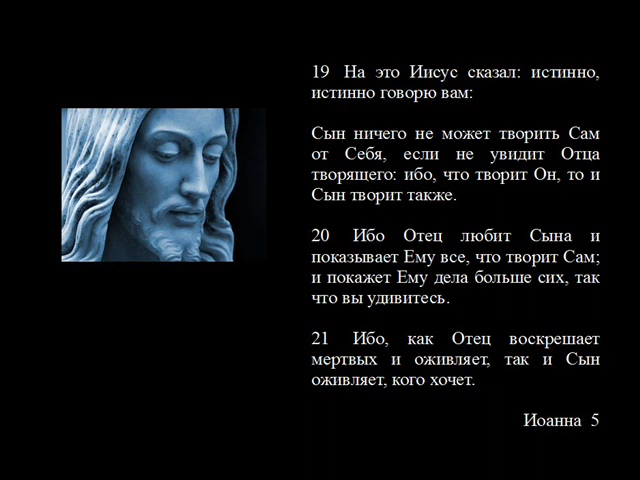 19 На это Иисус сказал: истинно,
истинно говорю вам:
Сын ничего не может творить Сам
от Себя, если не увидит Отца
творящего: ибо, что творит Он, то и
Сын творит также.
20 Ибо Отец любит Сына и
показывает Ему все, что творит Сам;
и покажет Ему дела больше сих, так
что вы удивитесь.
21 Ибо, как Отец воскрешает
мертвых и оживляет, так и Сын
оживляет, кого хочет.
Иоанна 5